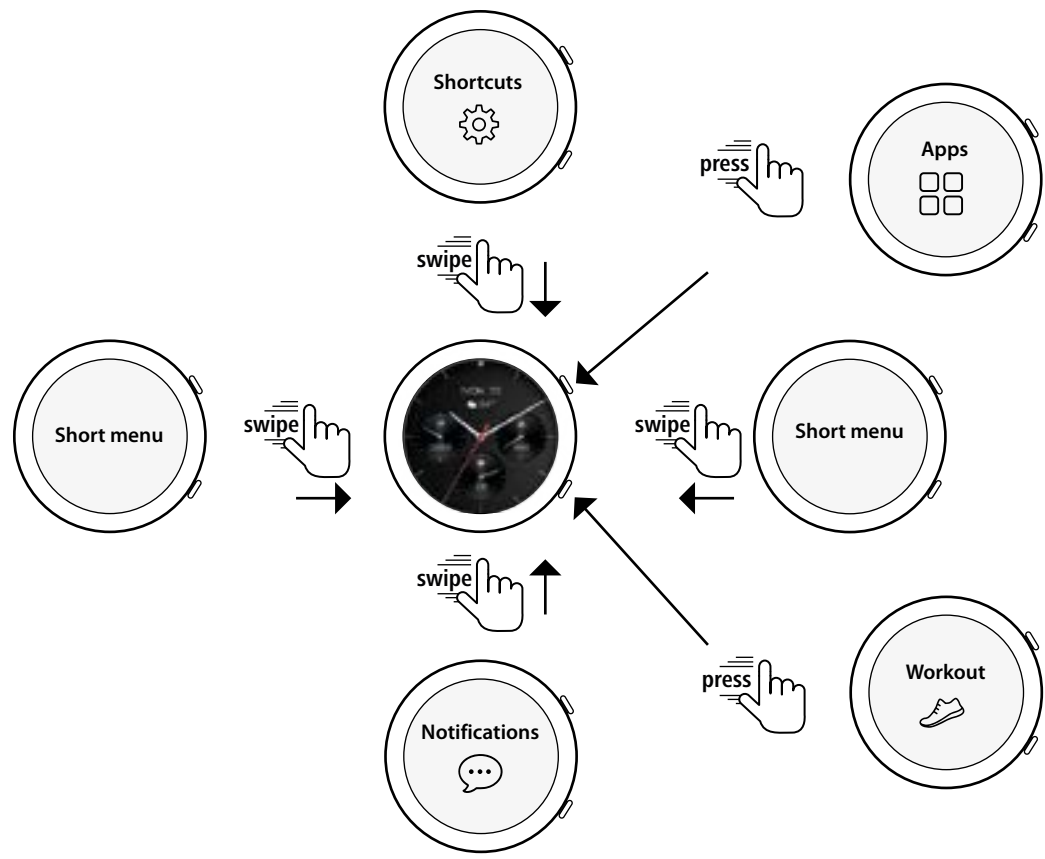 Shortcuts
Apps
press
swipe
Short menu
swipe
swipe
Short menu
swipe
Workout
press
Notifications